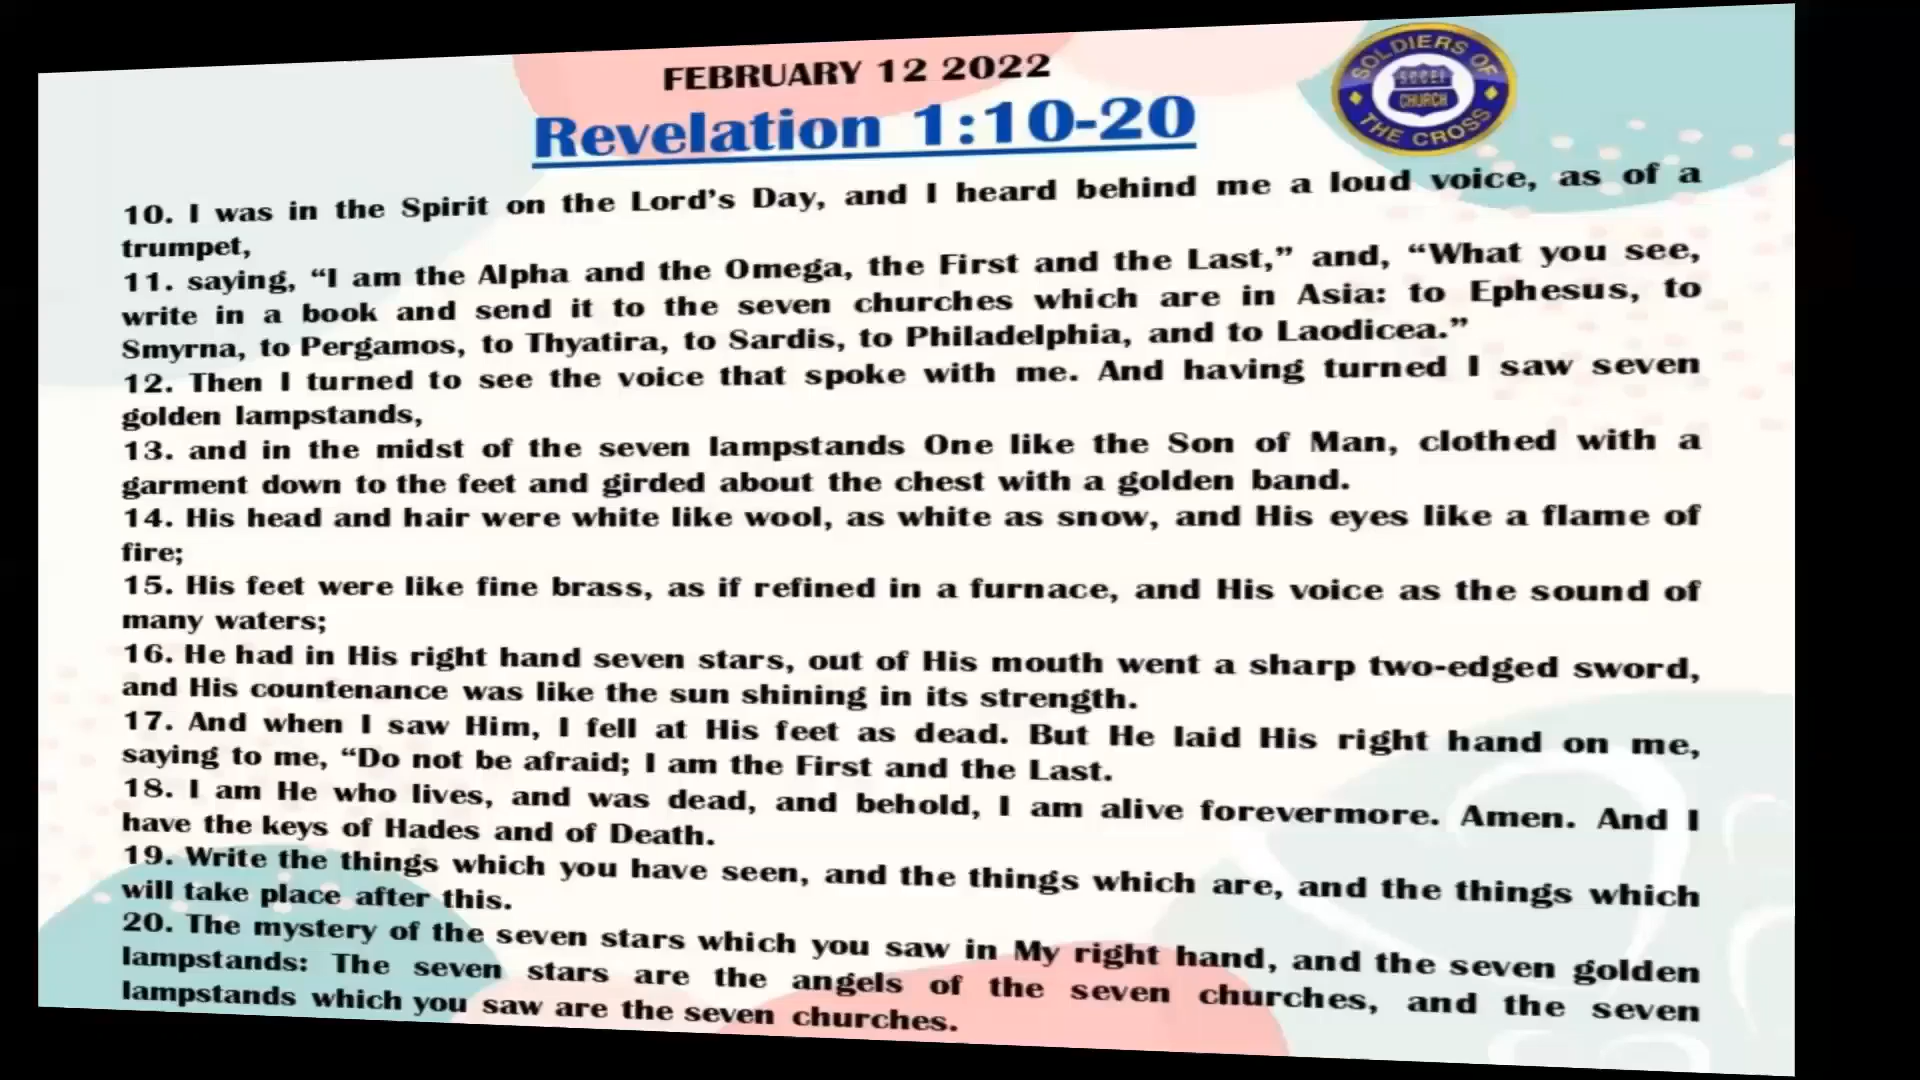 FEBRUARY 12 2022
Revelation 1:10-20
SOLDIERS OF
SOCEI
CHURCH
THE CROSS
10. I was in the Spirit on the Lord’s Day, and I heard behind me a loud voice, as of a
trumpet,
11. saying, “I am the Alpha and the Omega, the First and the Last,” and, “What you see,
write in a book and send it to the seven churches which are in Asia: to Ephesus, to
Smyrna, to Pergamos, to Thyatira, to Sardis, to Philadelphia, and to Laodicea.”
12. Then I turned to see the voice that spoke with me. And having turned I saw seven
golden lampstands,
13. and in the midst of the seven lampstands One like the Son of Man, clothed with a
garment down to the feet and girded about the chest with a golden band.
14. His head and hair were white like wool, as white as snow, and His eyes like a flame of
fire;
15. His feet were like fine brass, as if refined in a furnace, and His voice as the sound of
many waters;
16. He had in His right hand seven stars, out of His mouth went a sharp two-edged sword,
and His countenance was like the sun shining in its strength.
17. And when I saw Him, I fell at His feet as dead. But He laid His right hand on me,
saying to me, “Do not be afraid; I am the First and the Last.
18. I am He who lives, and was dead, and behold, I am alive forevermore. Amen. And I
have the keys of Hades and of Death.
19. Write the things which you have seen, and the things which are, and the things which
will take place after this.
20. The mystery of the seven stars which you saw in My right hand, and the seven golden
lampstands: The seven stars are the angels of the seven churches, and the seven
lampstands which you saw are the seven churches.